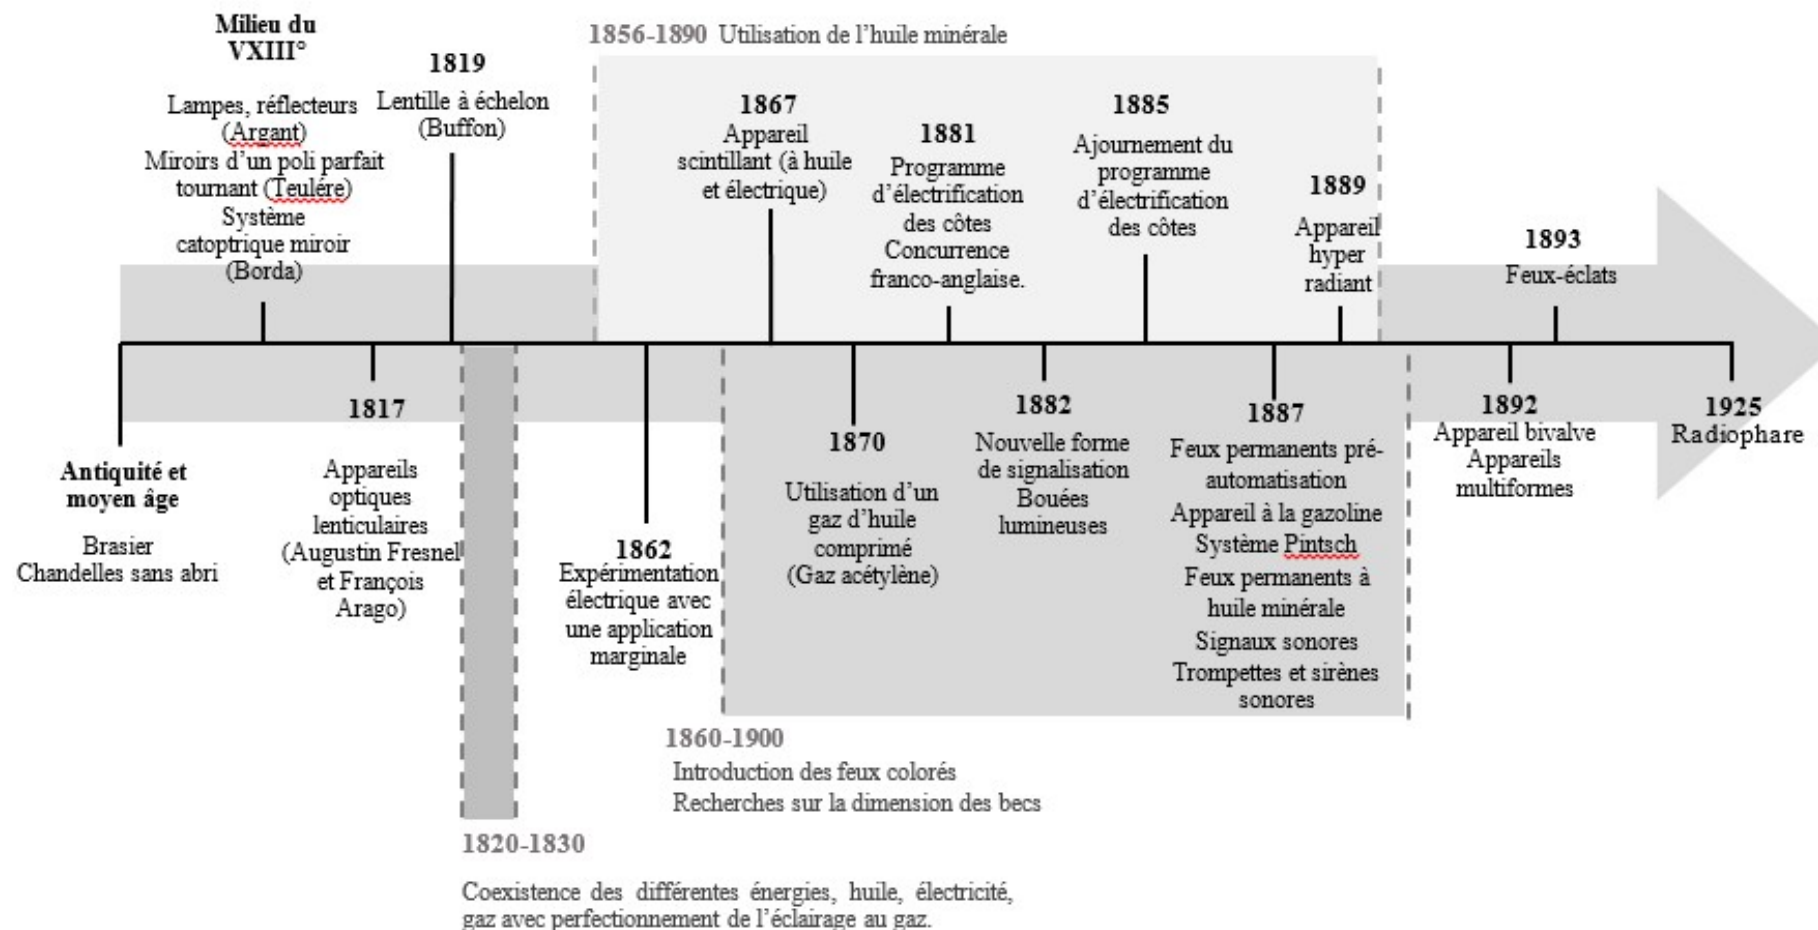 Milieu du
VXIII°
Lampes, réflecteurs
(Argant)
Miroirs d'un poli parfait
tournant (Teulére)
Système
catoptrique miroir
(Borda)
1819
Lentille à échelon
(Buffon)
1856-1890 Utilisation de l'huile minérale
1867
Appareil
scintillant (à huile
et électrique)
1881
Programme
d'électrification
des côtes
Concurrence
franco-anglaise.
1885
Ajournement du
programme
d'électrification
des côtes
1889
Appareil
hyper
radiant
1893
Feux-éclats
Antiquité et
moyen âge
Brasier
Chandelles sans abri
1817
Appareils
optiques
lenticulaires
(Augustin Fresnel
et François
Arago)
1862
Expérimentation
électrique avec
une application
marginale
1870
Utilisation d'un
gaz d'huile
comprimé
(Gaz acétylène)
1882
Nouvelle forme
de signalisation
Bouées
lumineuses
1887
Feux permanents pré-
automatisation
Appareil à la gazoline
Système Pintsch
Feux permanents à
huile minérale
Signaux sonores
Trompettes et sirènes
sonores
1892
Appareil bivalve
Appareils
multiformes
1925
Radiophare
1860-1900
Introduction des feux colorés
Recherches sur la dimension des becs
1820-1830
Coexistence des différentes énergies, huile, électricité,
gaz avec perfectionnement de l'éclairage au gaz.